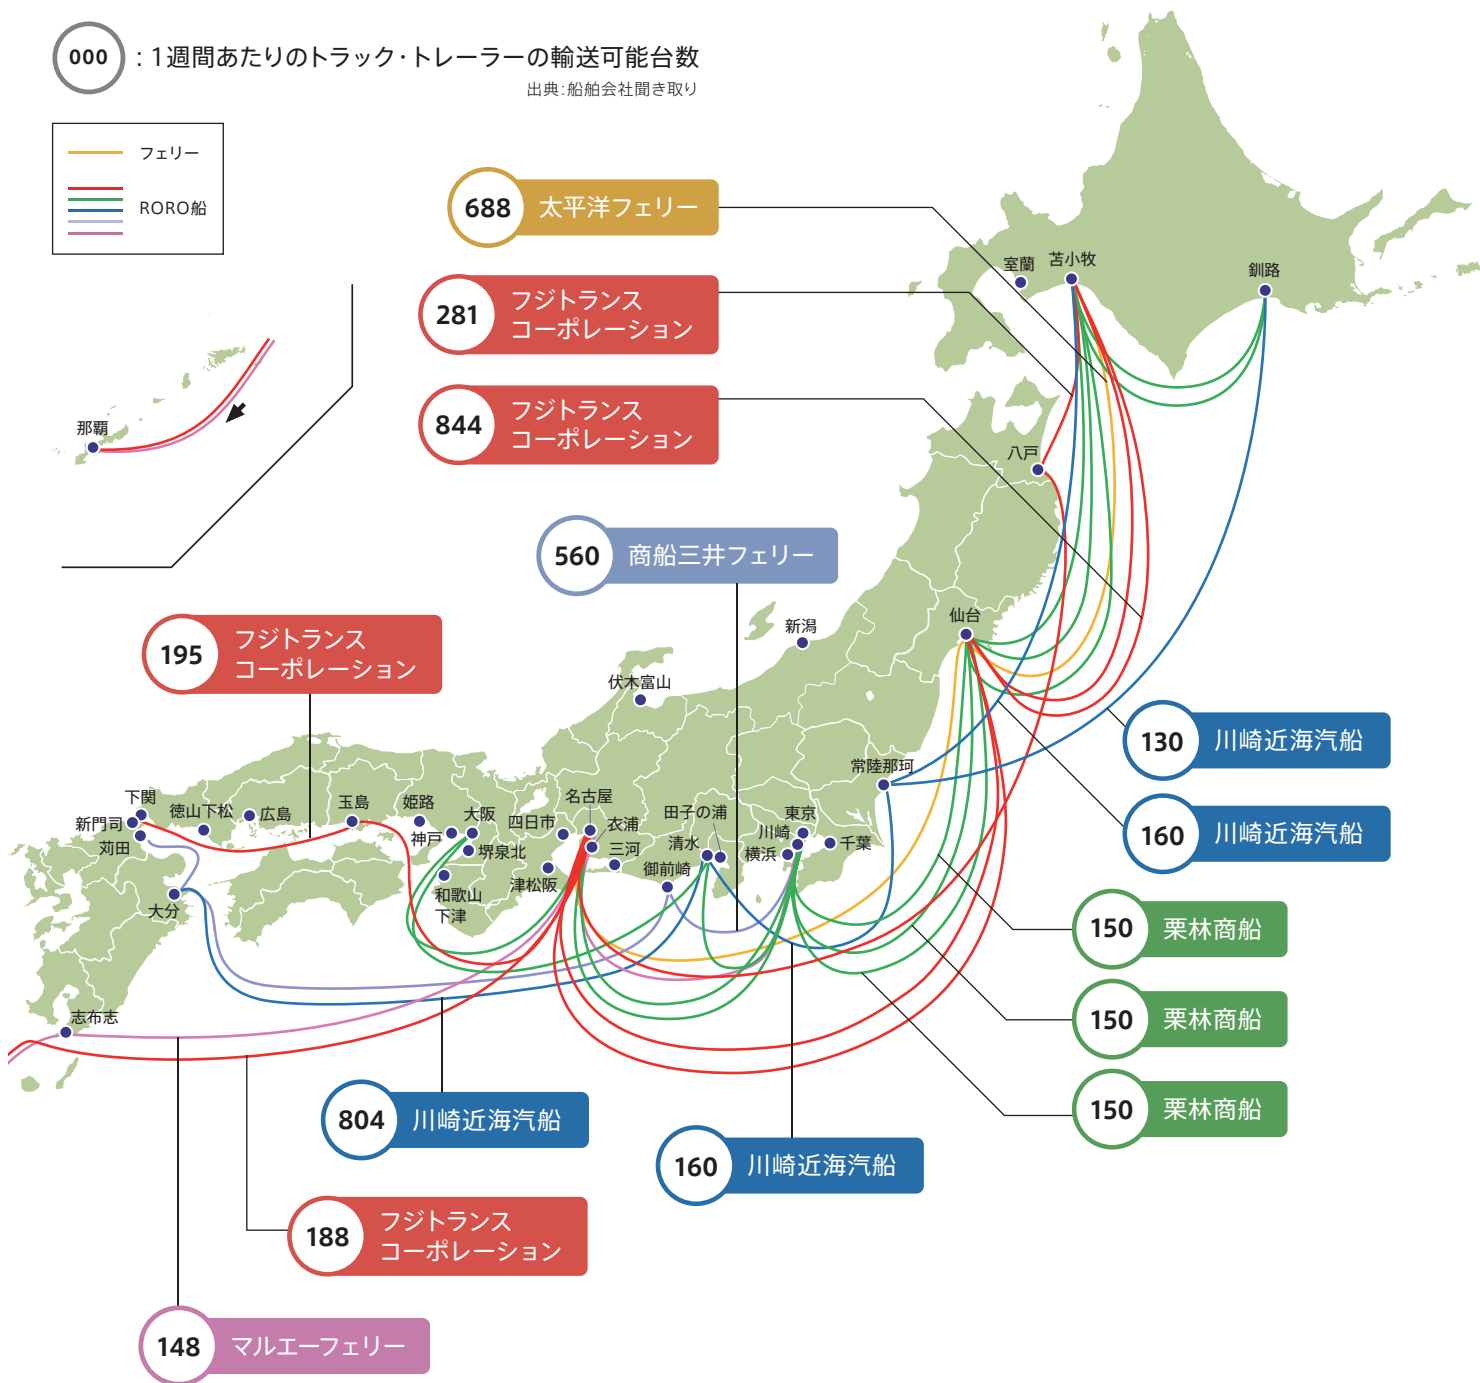 000 : 1週間あたりのトラック・トレーラーの輸送可能台数
出典:船舶会社聞き取り
フェリー
RORO船
688 太平洋フェリー
281 フジトランス
コーポレーション
844 フジトランス
コーポレーション
室蘭
苫小牧
釧路
那覇
八戸
560 商船三井フェリー
仙台
新潟
195 フジトランス
コーポレーション
伏木富山
130 川崎近海汽船
常陸那珂
160 川崎近海汽船
下関
徳山下松
広島
玉島
姫路
大阪
名古屋
田子の浦
東京
新門司
神戸
四日市
衣浦
清水
川崎
千葉
苅田
堺泉北
三河
御前崎
横浜
和歌山
下津
津松阪
大分
150 栗林商船
150 栗林商船
志布志
150 栗林商船
804 川崎近海汽船
160 川崎近海汽船
188 フジトランス
コーポレーション
148 マルエーフェリー